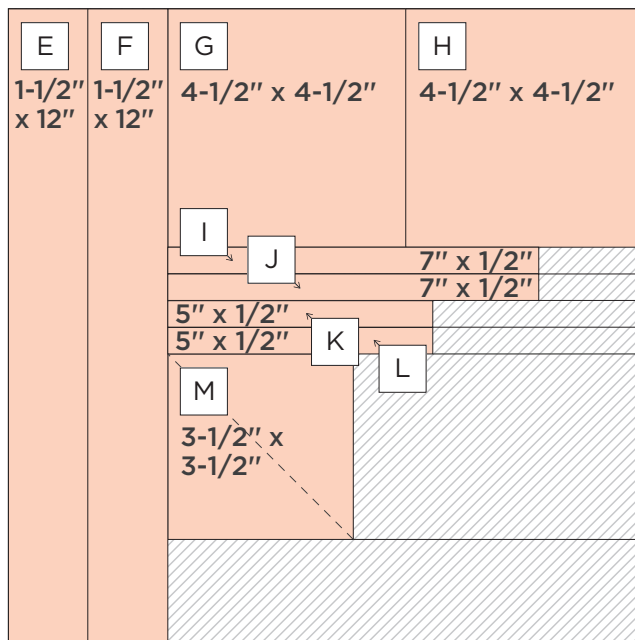 E
1-1/2" x 12"
F
1-1/2" x 12"
G
4-1/2" x 4-1/2"
H
4-1/2" x 4-1/2"
I
7" x 1/2"
J
7" x 1/2"
5" x 1/2"
K
5" x 1/2"
L
M
3-1/2" x
3-1/2"